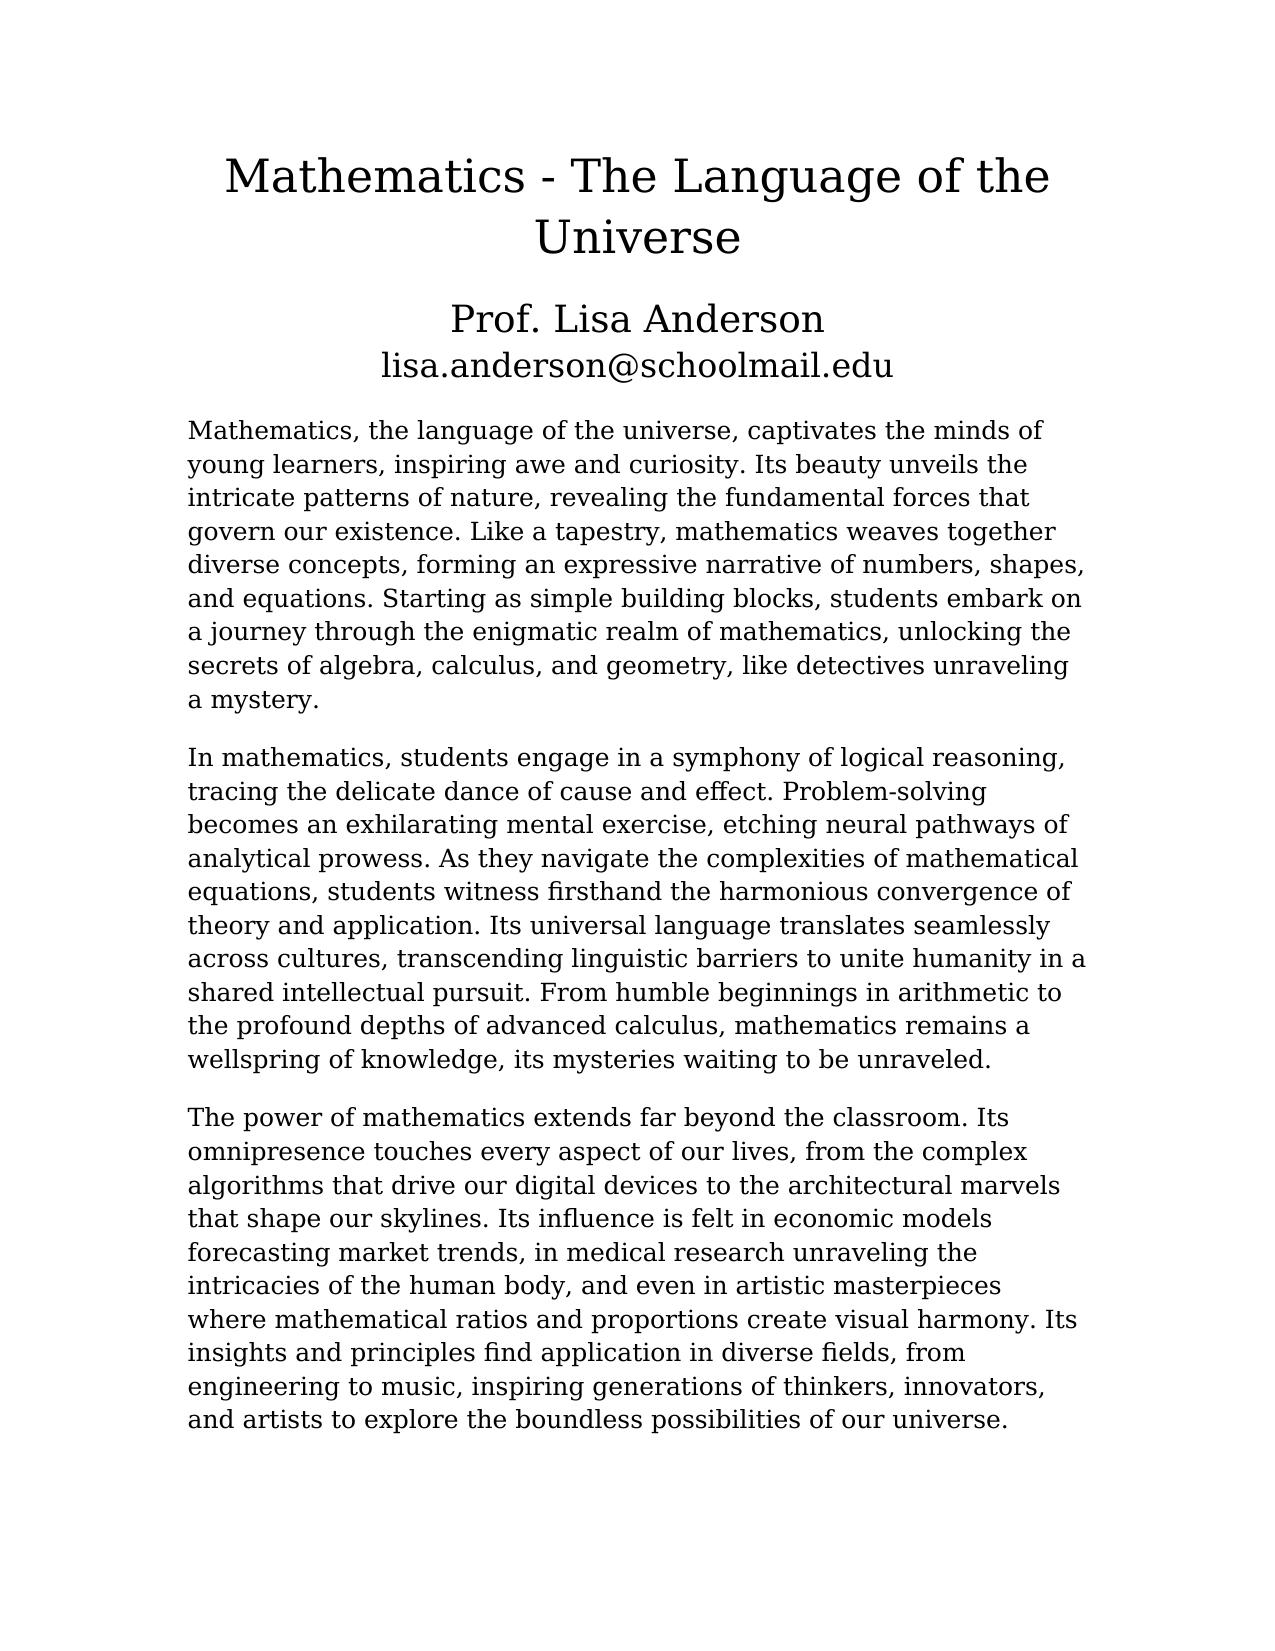 Mathematics - The Language of the
Universe
Prof. Lisa Anderson
lisa.anderson@schoolmail.edu
Mathematics, the language of the universe, captivates the minds of
young learners, inspiring awe and curiosity. Its beauty unveils the
intricate patterns of nature, revealing the fundamental forces that
govern our existence. Like a tapestry, mathematics weaves together
diverse concepts, forming an expressive narrative of numbers, shapes,
and equations. Starting as simple building blocks, students embark on
a journey through the enigmatic realm of mathematics, unlocking the
secrets of algebra, calculus, and geometry, like detectives unraveling
a mystery.
In mathematics, students engage in a symphony of logical reasoning,
tracing the delicate dance of cause and effect. Problem-solving
becomes an exhilarating mental exercise, etching neural pathways of
analytical prowess. As they navigate the complexities of mathematical
equations, students witness firsthand the harmonious convergence of
theory and application. Its universal language translates seamlessly
across cultures, transcending linguistic barriers to unite humanity in a
shared intellectual pursuit. From humble beginnings in arithmetic to
the profound depths of advanced calculus, mathematics remains a
wellspring of knowledge, its mysteries waiting to be unraveled.
The power of mathematics extends far beyond the classroom. Its
omnipresence touches every aspect of our lives, from the complex
algorithms that drive our digital devices to the architectural marvels
that shape our skylines. Its influence is felt in economic models
forecasting market trends, in medical research unraveling the
intricacies of the human body, and even in artistic masterpieces
where mathematical ratios and proportions create visual harmony. Its
insights and principles find application in diverse fields, from
engineering to music, inspiring generations of thinkers, innovators,
and artists to explore the boundless possibilities of our universe.